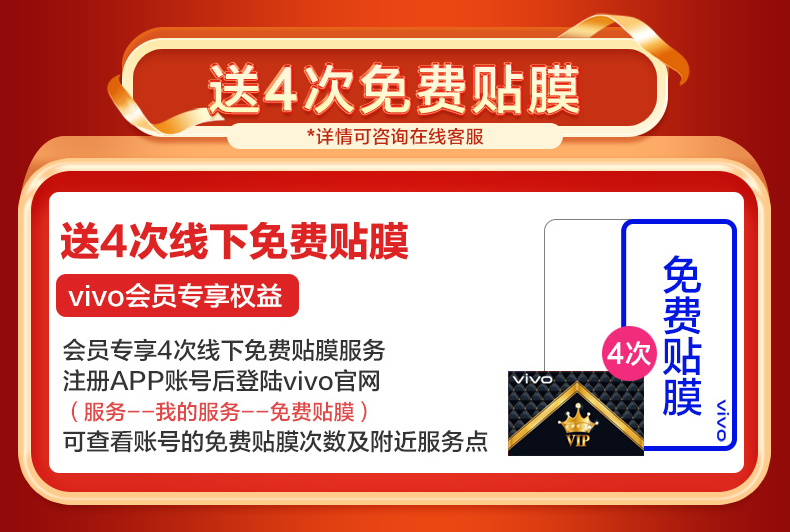 送4次免费贴膜
*详情可咨询在线客服
送4次线下免费贴膜
vivo会员专享权益
会员专享4次线下免费贴膜服务
注册APP账号后登陆vivo官网
（服务--我的服务--免费贴膜）
可查看账号的免费贴膜次数及附近服务点
免费贴膜
4次
vivo
vivo
VIP